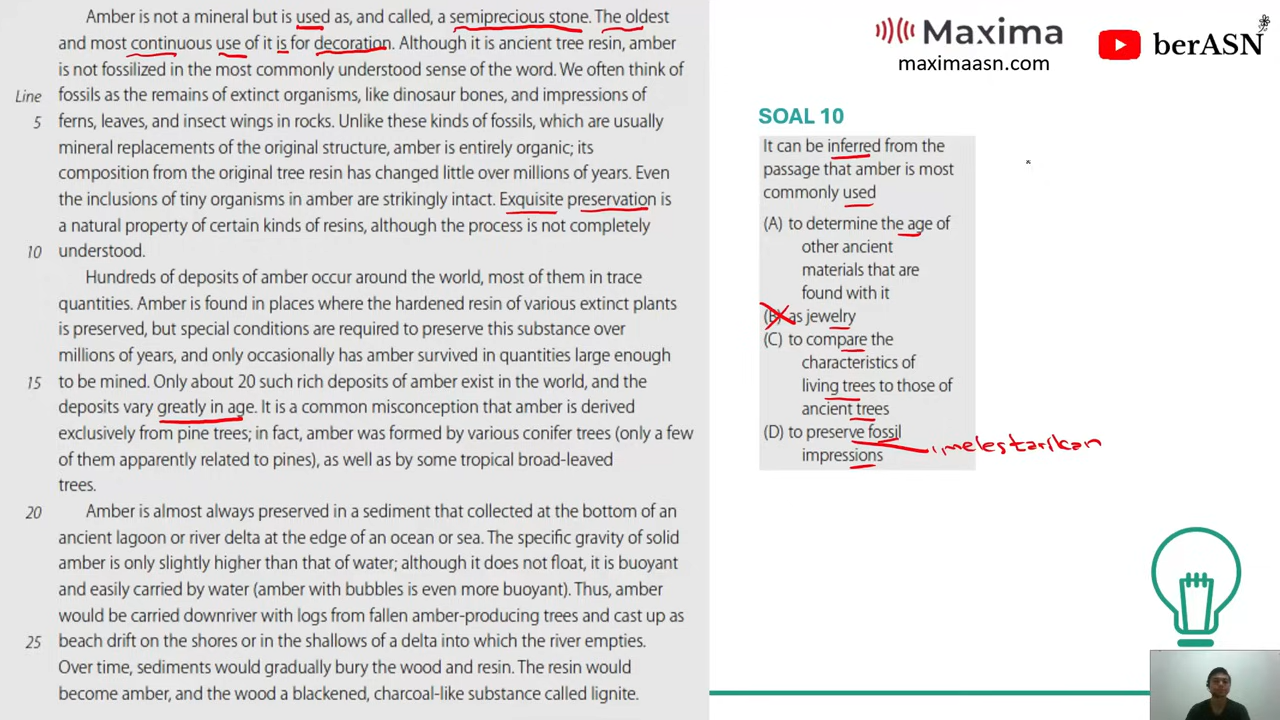 Amber is not a mineral but is used as, and called, a semiprecious stone. The oldest
and most continuous use of it is for decoration. Although it is ancient tree resin, amber
is not fossilized in the most commonly understood sense of the word. We often think of
Line fossils as the remains of extinct organisms, like dinosaur bones, and impressions of
5 ferns, leaves, and insect wings in rocks. Unlike these kinds of fossils, which are usually
mineral replacements of the original structure, amber is entirely organic; its
composition from the original tree resin has changed little over millions of years. Even
the inclusions of tiny organisms in amber are strikingly intact. Exquisite preservation is
a natural property of certain kinds of resins, although the process is not completely
10 understood.
Hundreds of deposits of amber occur around the world, most of them in trace
quantities. Amber is found in places where the hardened resin of various extinct plants
is preserved, but special conditions are required to preserve this substance over
millions of years, and only occasionally has amber survived in quantities large enough
15 to be mined. Only about 20 such rich deposits of amber exist in the world, and the
deposits vary greatly in age. It is a common misconception that amber is derived
exclusively from pine trees; in fact, amber was formed by various conifer trees (only a few
of them apparently related to pines), as well as by some tropical broad-leaved
trees.
20 Amber is almost always preserved in a sediment that collected at the bottom of an
ancient lagoon or river delta at the edge of an ocean or sea. The specific gravity of solid
amber is only slightly higher than that of water; although it does not float, it is buoyant
and easily carried by water (amber with bubbles is even more buoyant). Thus, amber
would be carried downriver with logs from fallen amber-producing trees and cast up as
25 beach drift on the shores or in the shallows of a delta into which the river empties.
Over time, sediments would gradually bury the wood and resin. The resin would
become amber, and the wood a blackened, charcoal-like substance called lignite.
Maxima
maximaasn.com
berASN
SOAL 10
It can be inferred from the
passage that amber is most
commonly used
(A) to determine the age of
other ancient
materials that are
found with it
(B) as jewelry
(C) to compare the
characteristics of
living trees to those of
ancient trees
(D) to preserve fossil
impressions
melestarikan